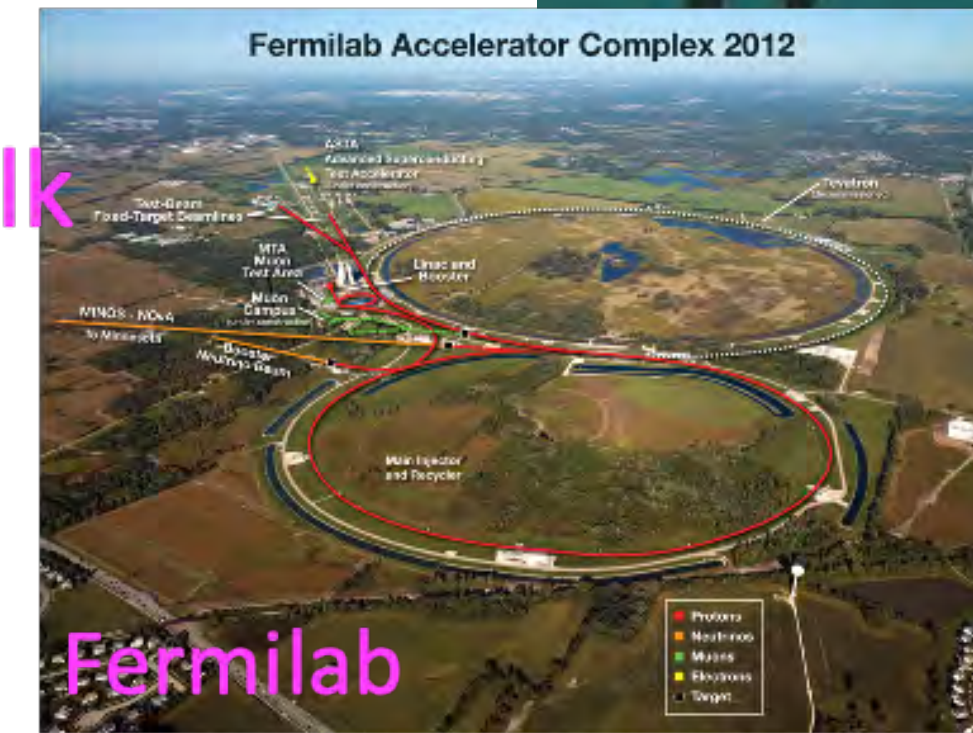 Fermilab Accelerator Complex 2012
lk
ASTA
Advanced Superconducting
Test Accelerator
Test-Beam
Fixed-Target Beamlines
Tevatron
MTA
Muon
Test Area
Linac and
Booster
Muon
Campus
MINOS - NOvA
to Minnesota
Booster
Neutrino Beam
Main Injector
and Recycler
Protons
Neutrinos
Muons
Electrons
Target
Fermilab